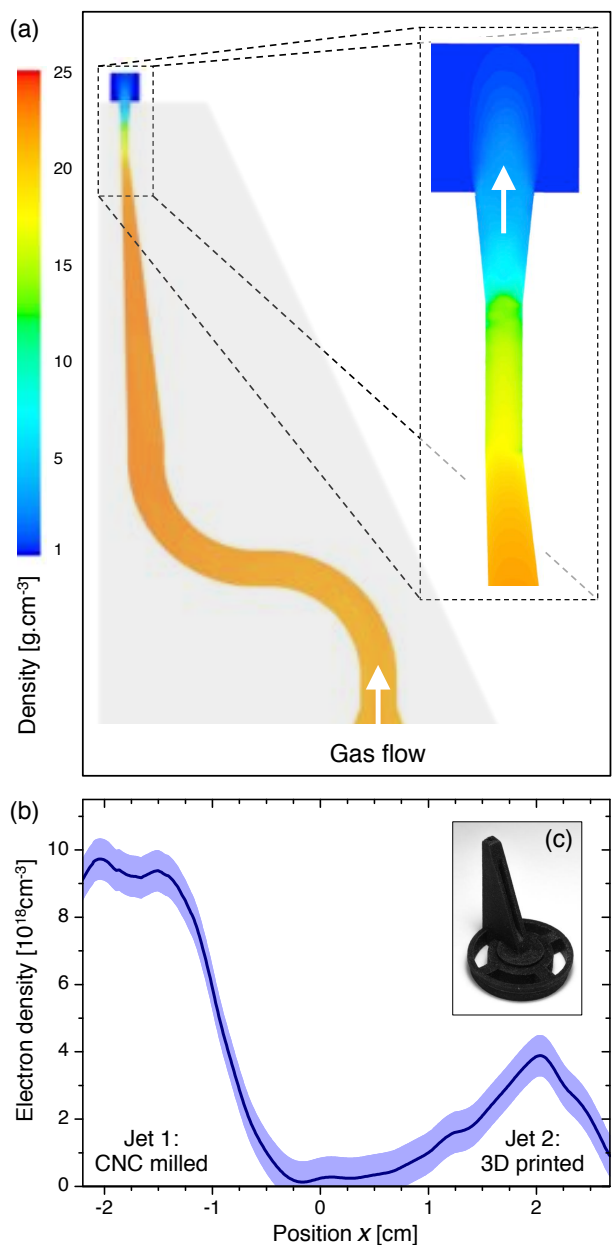 (a)
25
20
15
10
5
1
Density [g.cm⁻³]
Gas flow
(b)
(c)
10
8
6
4
2
0
Electron density [10¹⁸cm⁻³]
Jet 1:
CNC milled
Jet 2:
3D printed
-2
-1
0
1
2
Position x [cm]